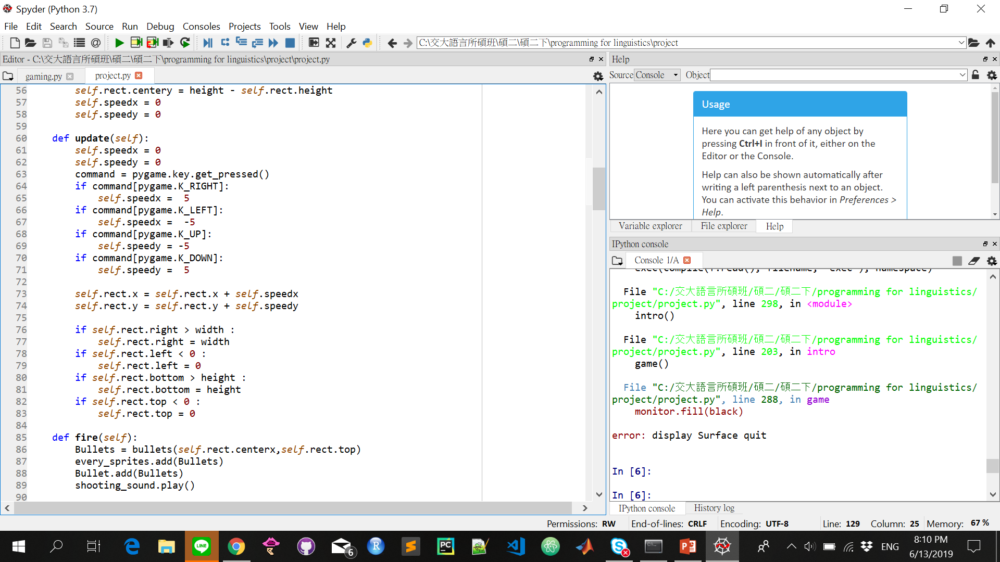 Spyder (Python 3.7)
File Edit Search Source Run Debug Consoles Projects Tools View Help
C:\交大語言所碩班\碩二\碩二下\programming for linguistics\project
Editor - C:\交大語言所碩班\碩二\碩二下\programming for linguistics\project\project.py
gaming.py project.py
56 self.rect.centery = height - self.rect.height
57 self.speedx = 0
58 self.speedy = 0
59
60 def update(self):
61 self.speedx = 0
62 self.speedy = 0
63 command = pygame.key.get_pressed()
64 if command[pygame.K_RIGHT]:
65 self.speedx =  5
66 if command[pygame.K_LEFT]:
67 self.speedx =  -5
68 if command[pygame.K_UP]:
69 self.speedy = -5
70 if command[pygame.K_DOWN]:
71 self.speedy =  5
72
73 self.rect.x = self.rect.x + self.speedx
74 self.rect.y = self.rect.y + self.speedy
75
76 if self.rect.right > width :
77 self.rect.right = width
78 if self.rect.left < 0 :
79 self.rect.left = 0
80 if self.rect.bottom > height :
81 self.rect.bottom = height
82 if self.rect.top < 0 :
83 self.rect.top = 0
84
85 def fire(self):
86 Bullets = bullets(self.rect.centerx,self.rect.top)
87 every_sprites.add(Bullets)
88 Bullet.add(Bullets)
89 shooting_sound.play()
90
Help
Source Console Object
Usage
Here you can get help of any object by
pressing Ctrl+I in front of it, either on the
Editor or the Console.
Help can also be shown automatically after
writing a left parenthesis next to an object.
You can activate this behavior in Preferences >
Help.
Variable explorer File explorer Help
IPython console
Console 1/A
exec(compile(f.read(), filename, 'exec'), namespace)
File "C:/交大語言所碩班/碩二/碩二下/programming for linguistics/
project/project.py", line 298, in <module>
intro()
File "C:/交大語言所碩班/碩二/碩二下/programming for linguistics/
project/project.py", line 203, in intro
game()
File "C:/交大語言所碩班/碩二/碩二下/programming for linguistics/
project/project.py", line 288, in game
monitor.fill(black)
error: display Surface quit
In [6]:
In [6]:
IPython console History log
Permissions: RW End-of-lines: CRLF Encoding: UTF-8 Line: 129 Column: 25 Memory: 67 %
LINE
6
R
PC
ENG
8:10 PM
6/13/2019